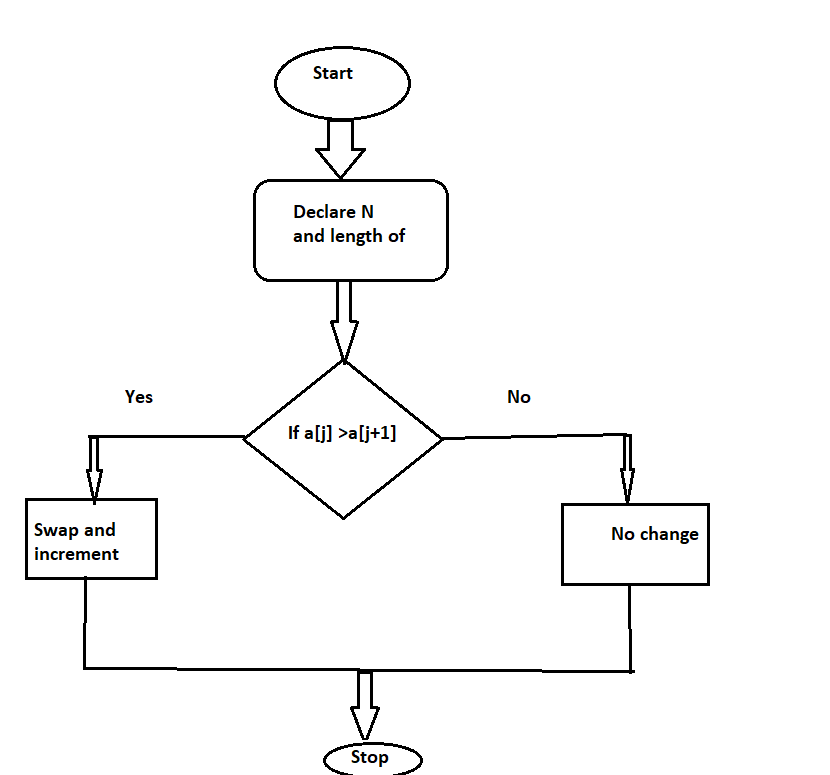 Start
Declare N
and length of
Yes
No
If a[j] >a[j+1]
Swap and
increment
No change
Stop